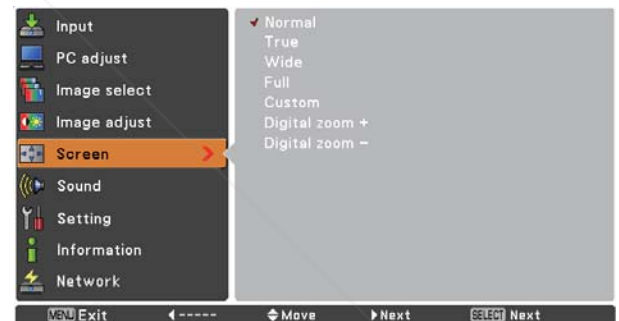 Input
PC adjust
Image select
Image adjust
Screen
Sound
Setting
Information
Network
Normal
True
Wide
Full
Custom
Digital zoom +
Digital zoom –
MENU Exit ----- Move Next SELECT Next